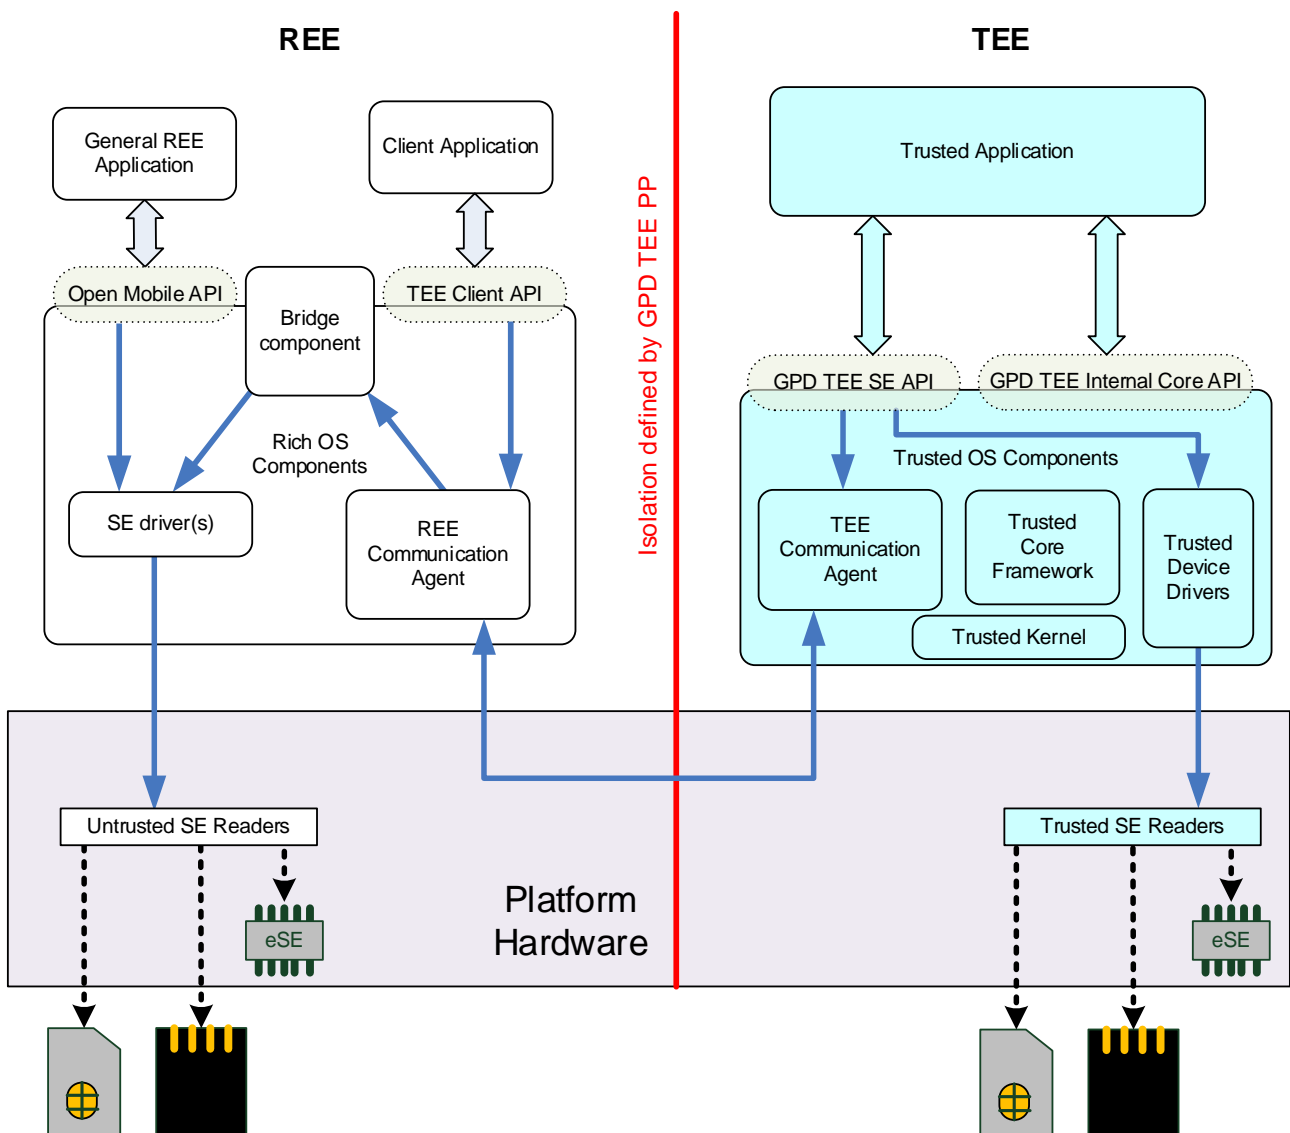 REE
TEE
General REE
Application
Client Application
Trusted Application
Isolation defined by GPD TEE PP
Open Mobile API
Bridge
component
TEE Client API
GPD TEE SE API
GPD TEE Internal Core API
Rich OS
Components
Trusted OS Components
SE driver(s)
REE
Communication
Agent
TEE
Communication
Agent
Trusted
Core
Framework
Trusted
Device
Drivers
Trusted Kernel
Untrusted SE Readers
Trusted SE Readers
Platform
Hardware
eSE
eSE